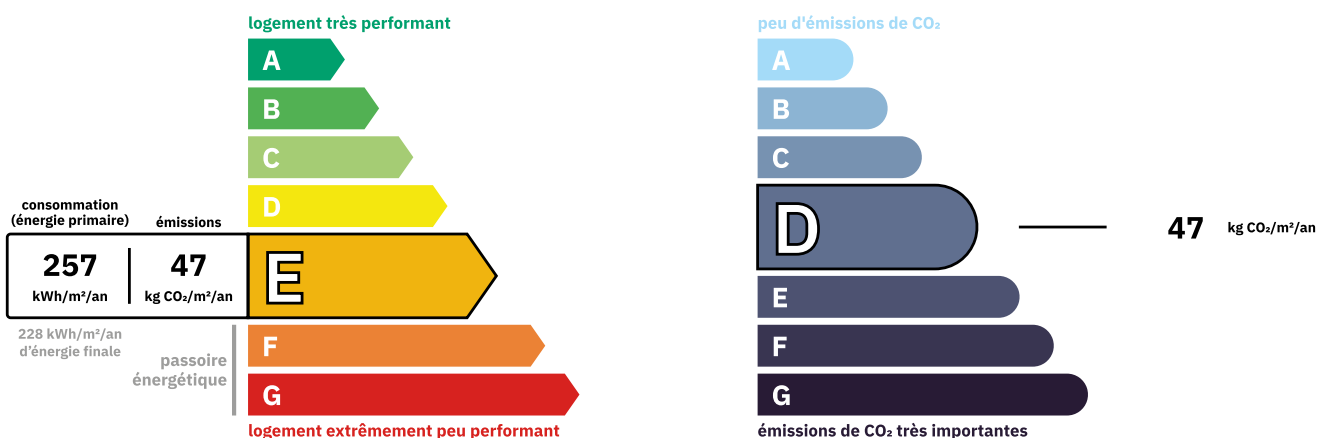 logement très performant
A
B
C
D
consommation
(énergie primaire)
émissions
257
kWh/m²/an
47
kg CO₂/m²/an
E
228 kWh/m²/an
d'énergie finale
passoire
énergétique
F
G
logement extrêmement peu performant
peu d'émissions de CO₂
A
B
C
D
47 kg CO₂/m²/an
E
F
G
émissions de CO₂ très importantes